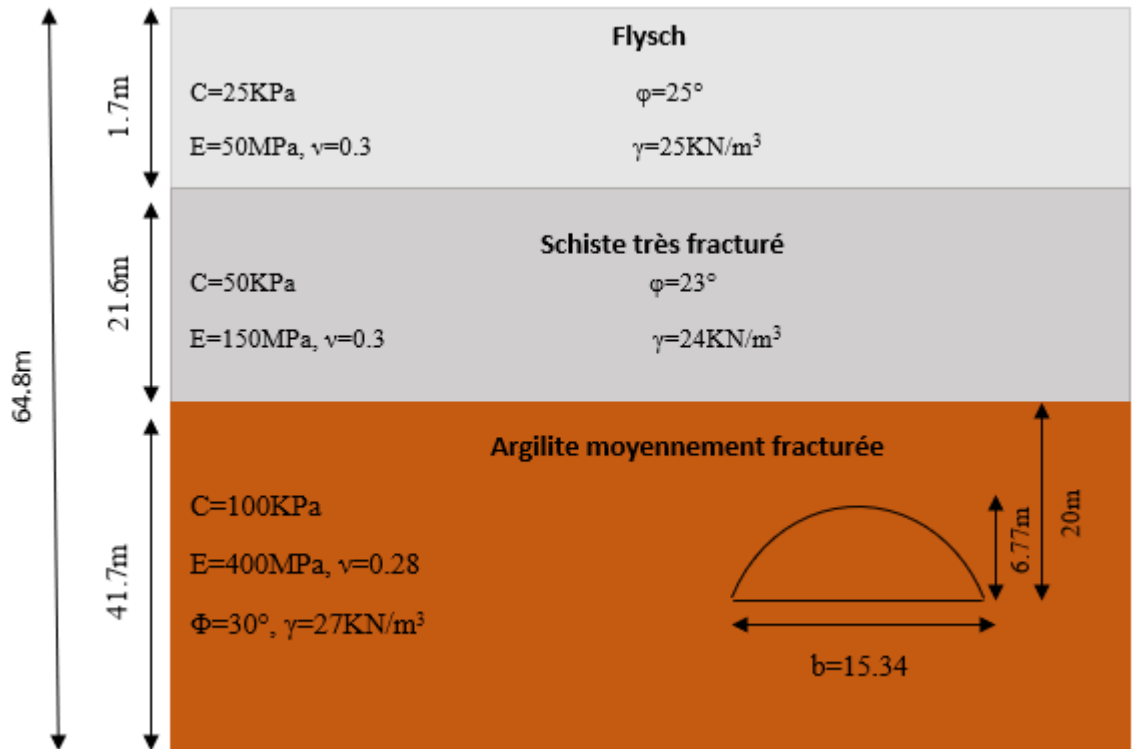 Flysch
C=25KPa φ=25°
E=50MPa, ν=0.3 γ=25KN/m³
1.7m
Schiste très fracturé
C=50KPa φ=23°
E=150MPa, ν=0.3 γ=24KN/m³
21.6m
64.8m
Argilite moyennement fracturée
C=100KPa
E=400MPa, ν=0.28
Φ=30°, γ=27KN/m³
41.7m
6.77m
20m
b=15.34